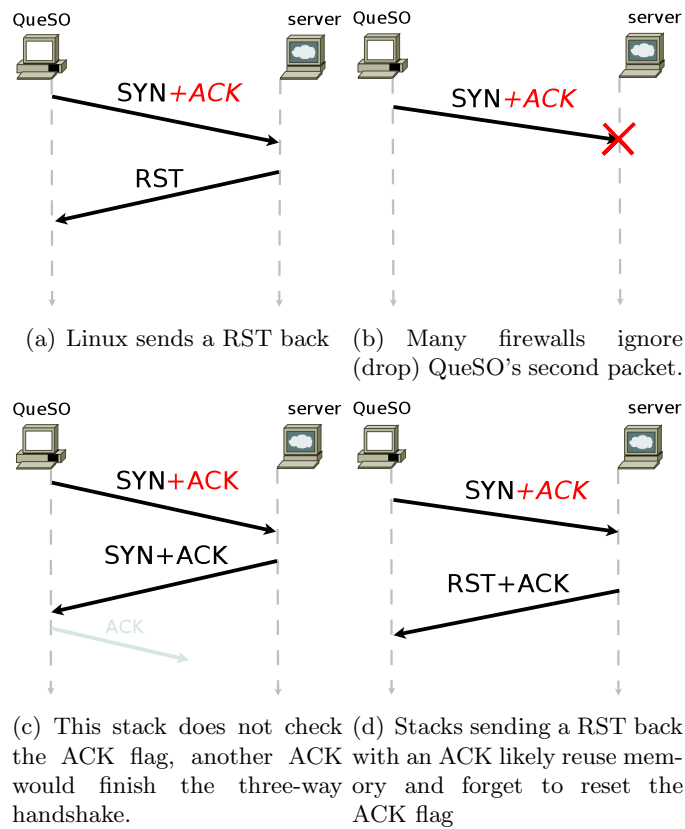 QueSO server
SYN+ACK
RST
(a) Linux sends a RST back
QueSO server
SYN+ACK
(b) Many firewalls ignore
(drop) QueSO's second packet.
QueSO server
SYN+ACK
SYN+ACK
ACK
(c) This stack does not check
the ACK flag, another ACK
would finish the three-way
handshake.
QueSO server
SYN+ACK
RST+ACK
(d) Stacks sending a RST back
with an ACK likely reuse mem-
ory and forget to reset the
ACK flag